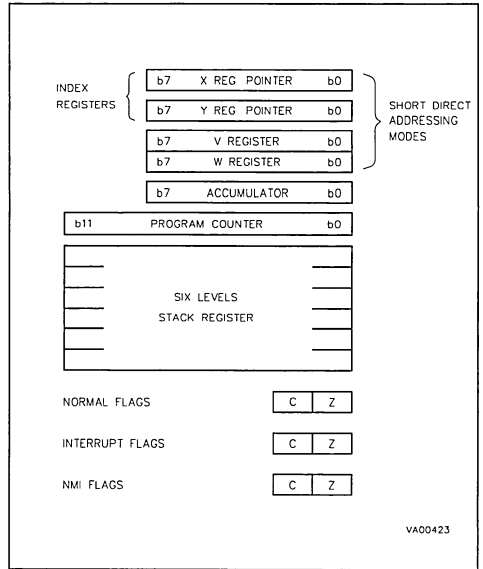 INDEX
REGISTERS
b7 X REG POINTER b0
b7 Y REG POINTER b0
b7 V REGISTER b0
b7 W REGISTER b0
SHORT DIRECT
ADDRESSING
MODES
b7 ACCUMULATOR b0
b11 PROGRAM COUNTER b0
SIX LEVELS
STACK REGISTER
NORMAL FLAGS C Z
INTERRUPT FLAGS C Z
NMI FLAGS C Z
VA00423